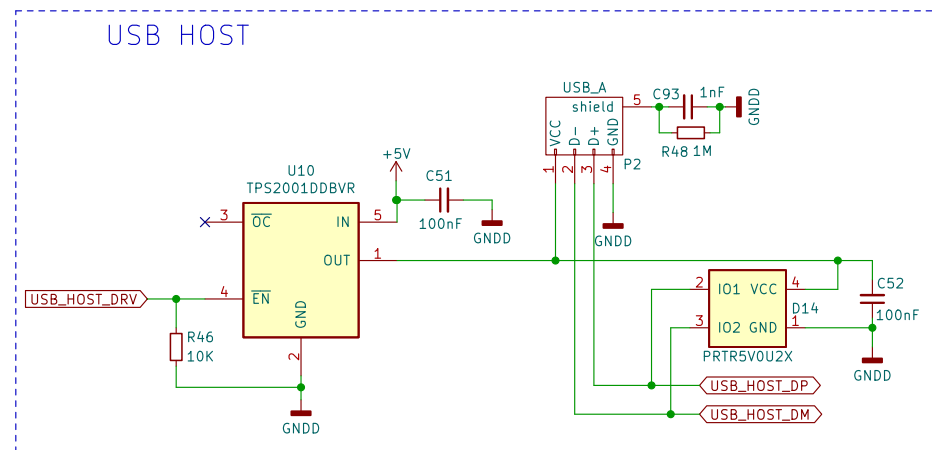 USB HOST
USB_A
shield
5
C93
1nF
GNDD
R48 1M
VCC
D-
D+
GND
1
2
3
4
P2
GNDD
U10
TPS2001DDBVR
+5V
C51
100nF
GNDD
3
OC
IN
5
OUT
1
USB_HOST_DRV
4
EN
GND
2
R46
10K
GNDD
2
IO1
VCC
4
3
IO2
GND
1
D14
PRTR5V0U2X
C52
100nF
GNDD
USB_HOST_DP
USB_HOST_DM